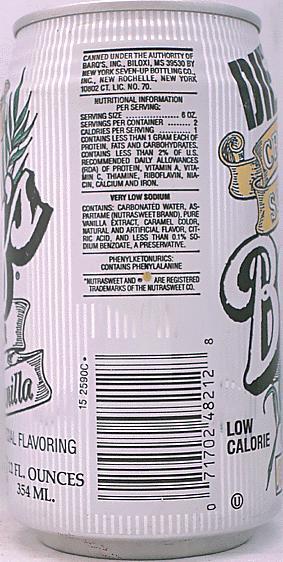 CANNED UNDER THE AUTHORITY OF
BARQ'S, INC., BILOXI, MS 39530 BY
NEW YORK SEVEN-UP BOTTLING CO.,
INC., NEW ROCHELLE, NEW YORK
10802 CT. LIC. NO. 70.
NUTRITIONAL INFORMATION
PER SERVING:
SERVING SIZE .................. 6 OZ.
SERVINGS PER CONTAINER .... 2
CALORIES PER SERVING ......... 1
CONTAINS LESS THAN 1 GRAM EACH OF
PROTEIN, FATS AND CARBOHYDRATES.
CONTAINS LESS THAN 2% OF U.S.
RECOMMENDED DAILY ALLOWANCES
(RDA) OF PROTEIN, VITAMIN A, VITA-
MIN C, THIAMINE, RIBOFLAVIN, NIA-
CIN, CALCIUM AND IRON.
VERY LOW SODIUM
CONTAINS: CARBONATED WATER, AS-
PARTAME (NUTRASWEET BRAND), PURE
VANILLA EXTRACT, CARAMEL COLOR,
NATURAL AND ARTIFICIAL FLAVOR, CIT-
RIC ACID, AND LESS THAN 0.1% SO-
DIUM BENZOATE, A PRESERVATIVE.
PHENYLKETONURICS:
CONTAINS PHENYLALANINE
"NUTRASWEET AND ARE REGISTERED
TRADEMARKS OF THE NUTRASWEET CO.
15 2590C
0 71702 48212 8
nilla
AL FLAVORING
12 FL. OUNCES
354 ML.
B
LOW
CALORIE
U